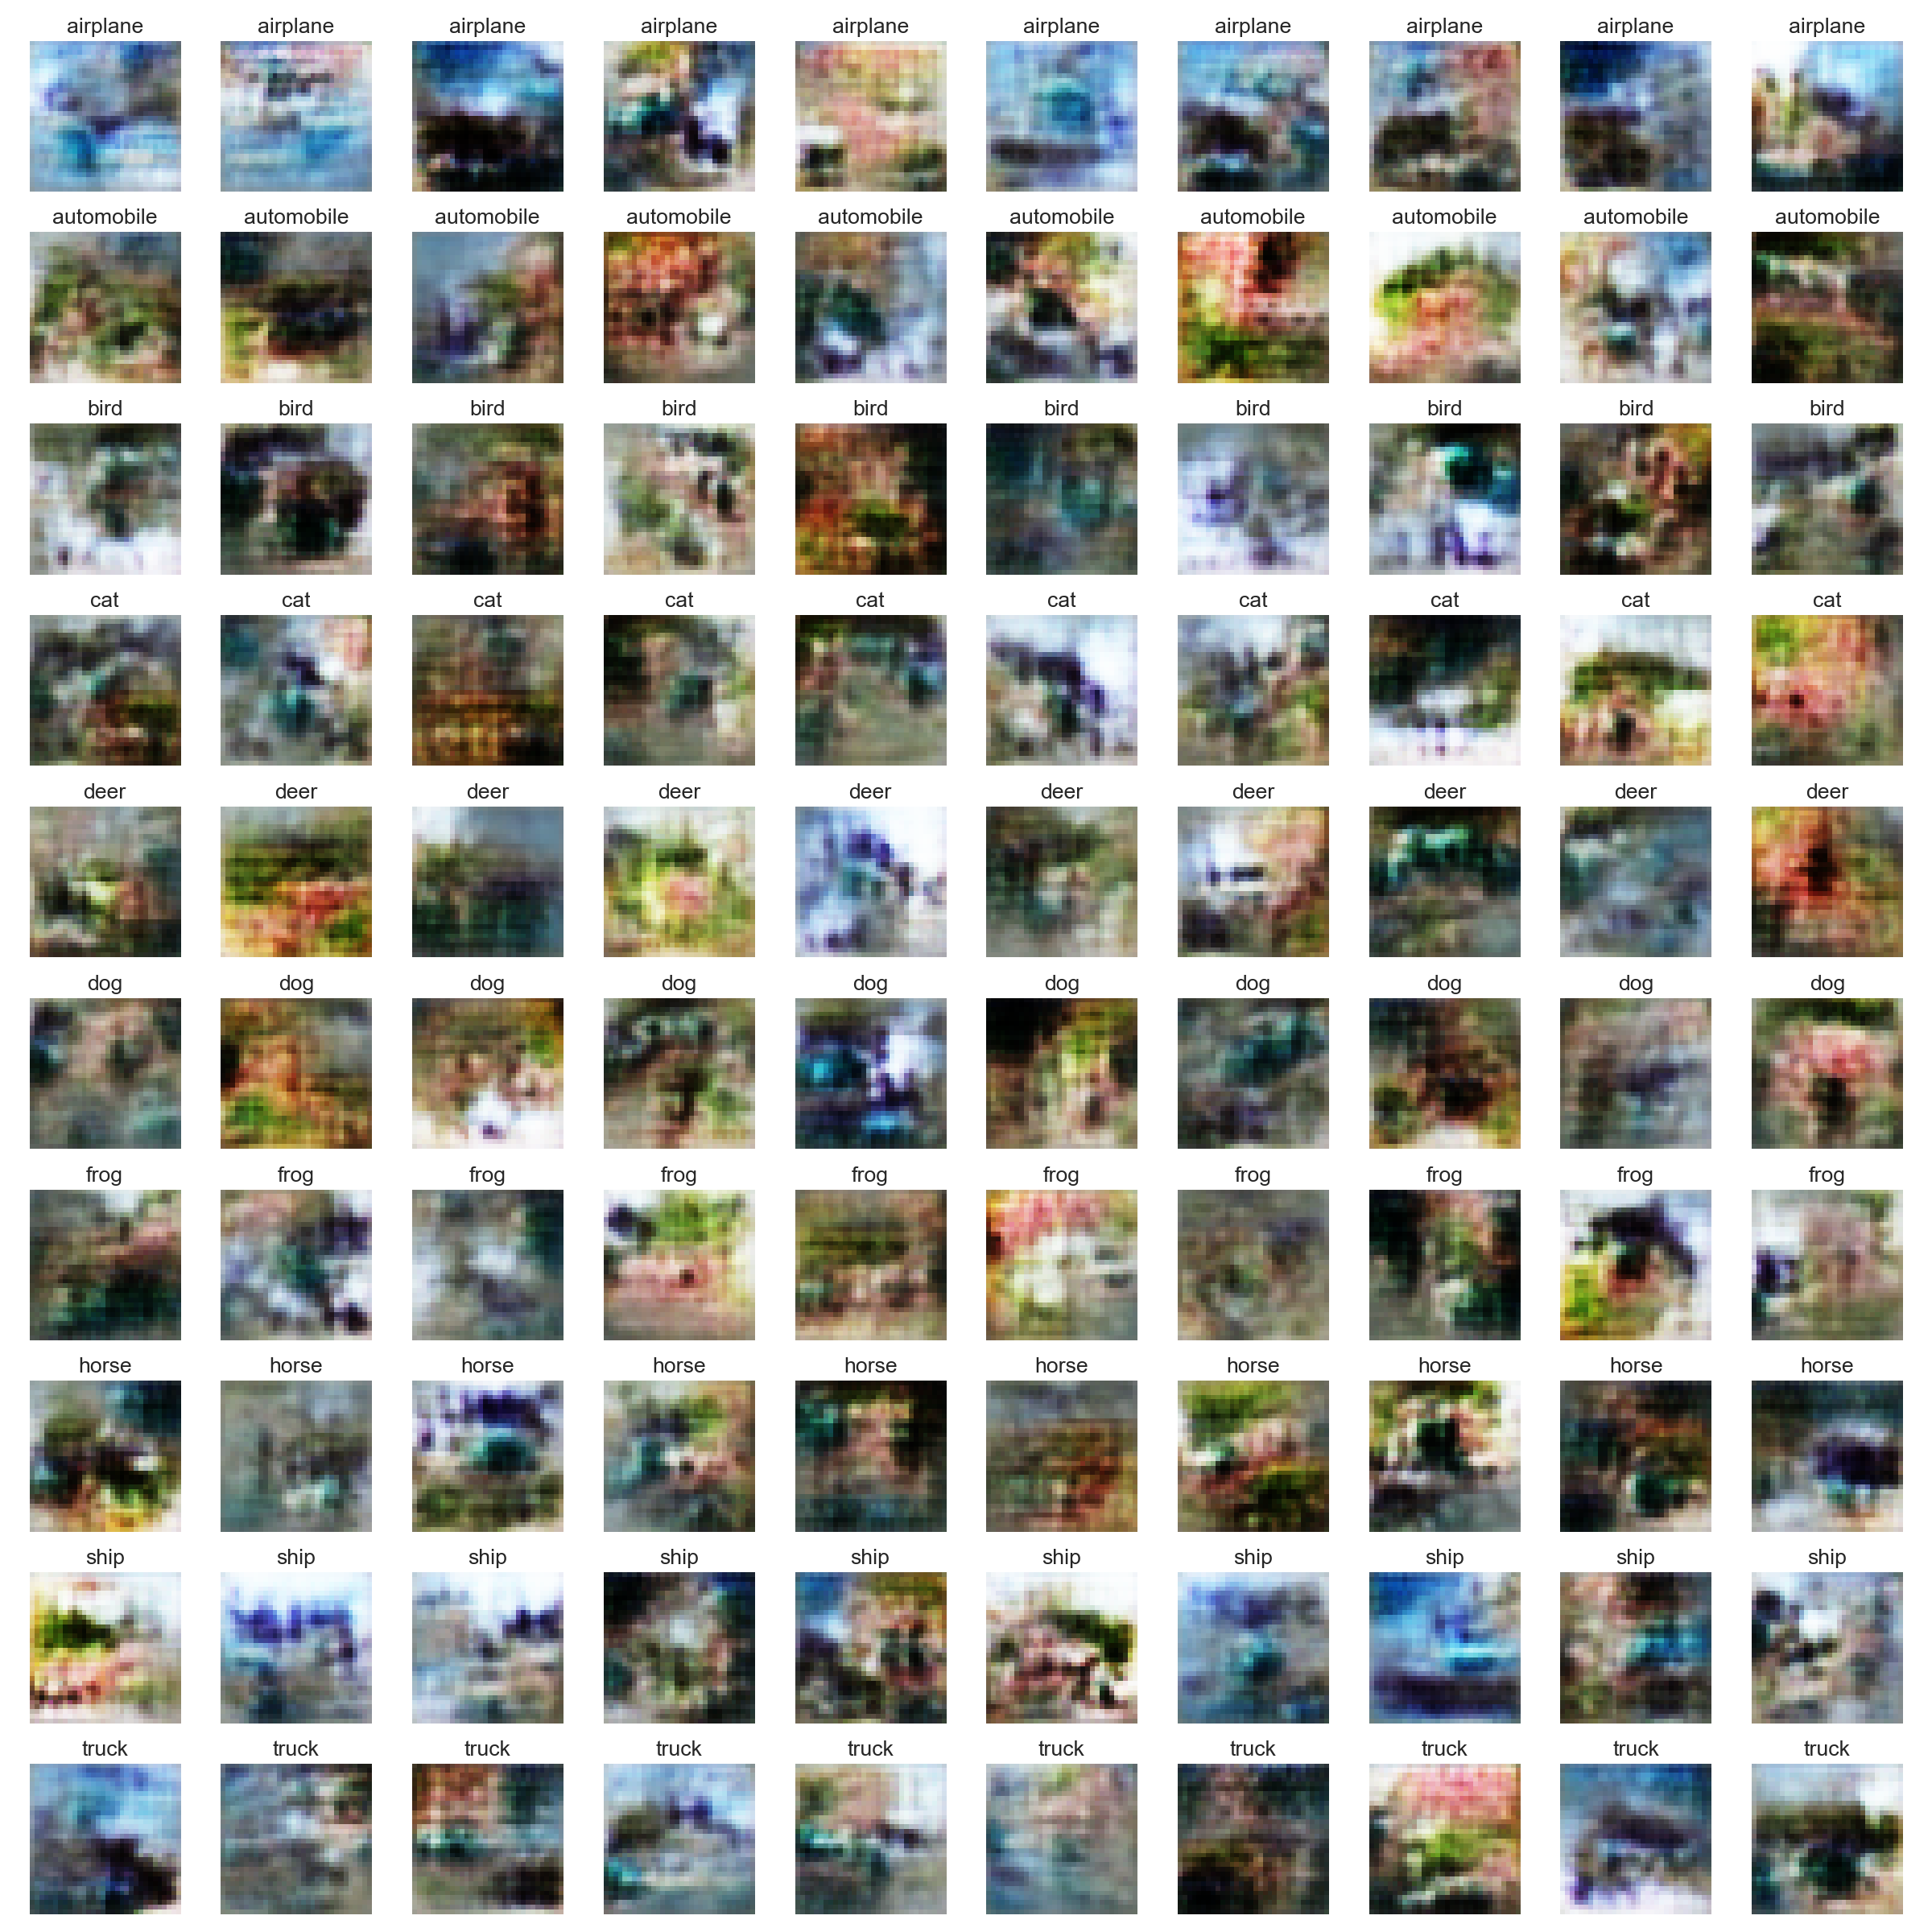 airplane airplane airplane airplane airplane airplane airplane airplane airplane airplane
automobile automobile automobile automobile automobile automobile automobile automobile automobile automobile
bird bird bird bird bird bird bird bird bird bird
cat cat cat cat cat cat cat cat cat cat
deer deer deer deer deer deer deer deer deer deer
dog dog dog dog dog dog dog dog dog dog
frog frog frog frog frog frog frog frog frog frog
horse horse horse horse horse horse horse horse horse horse
ship ship ship ship ship ship ship ship ship ship
truck truck truck truck truck truck truck truck truck truck